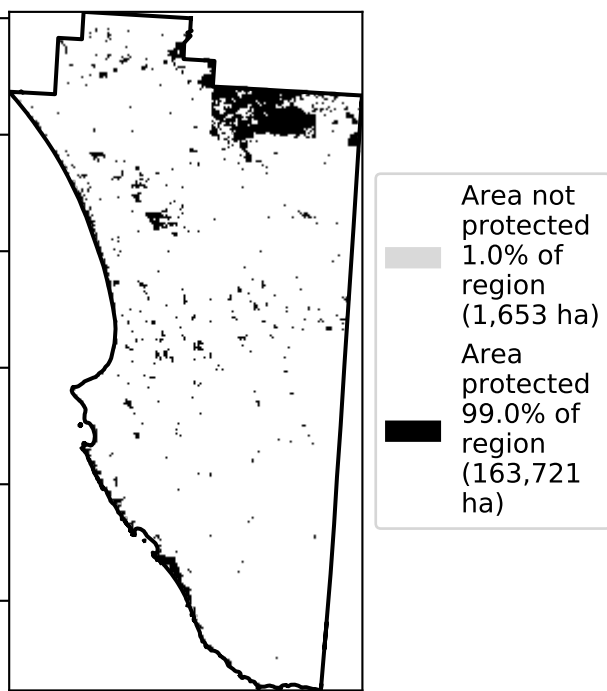 Area not
protected
1.0% of
region
(1,653 ha)
Area
protected
99.0% of
region
(163,721
ha)